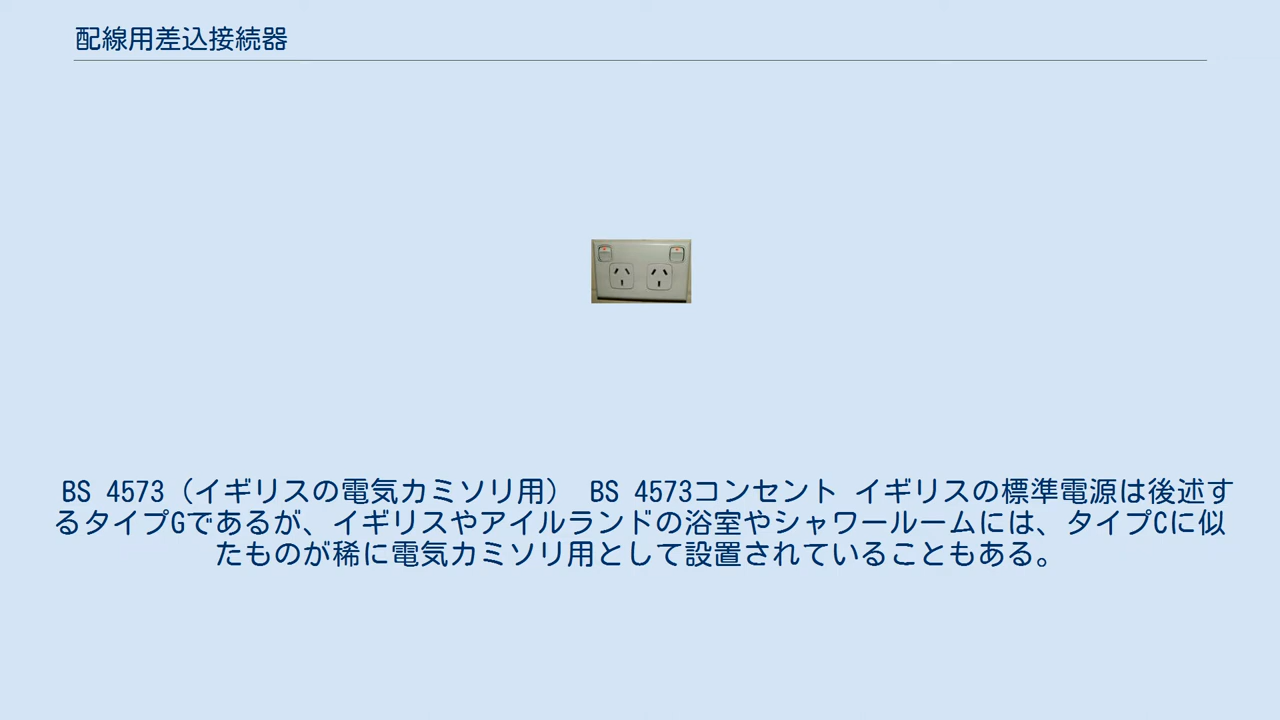 配線用差込接続器
BS 4573（イギリスの電気カミソリ用） BS 4573コンセント イギリスの標準電源は後述す
るタイプGであるが、イギリスやアイルランドの浴室やシャワールームには、タイプCに似
たものが稀に電気カミソリ用として設置されていることもある。